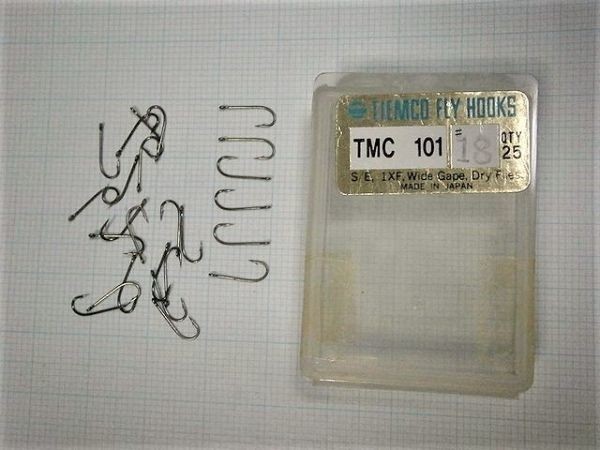 TIEMCO FLY HOOKS
TMC 101 # 18 QTY 25
S/E, 1XF, Wide Gape, Dry Flies
MADE IN JAPAN